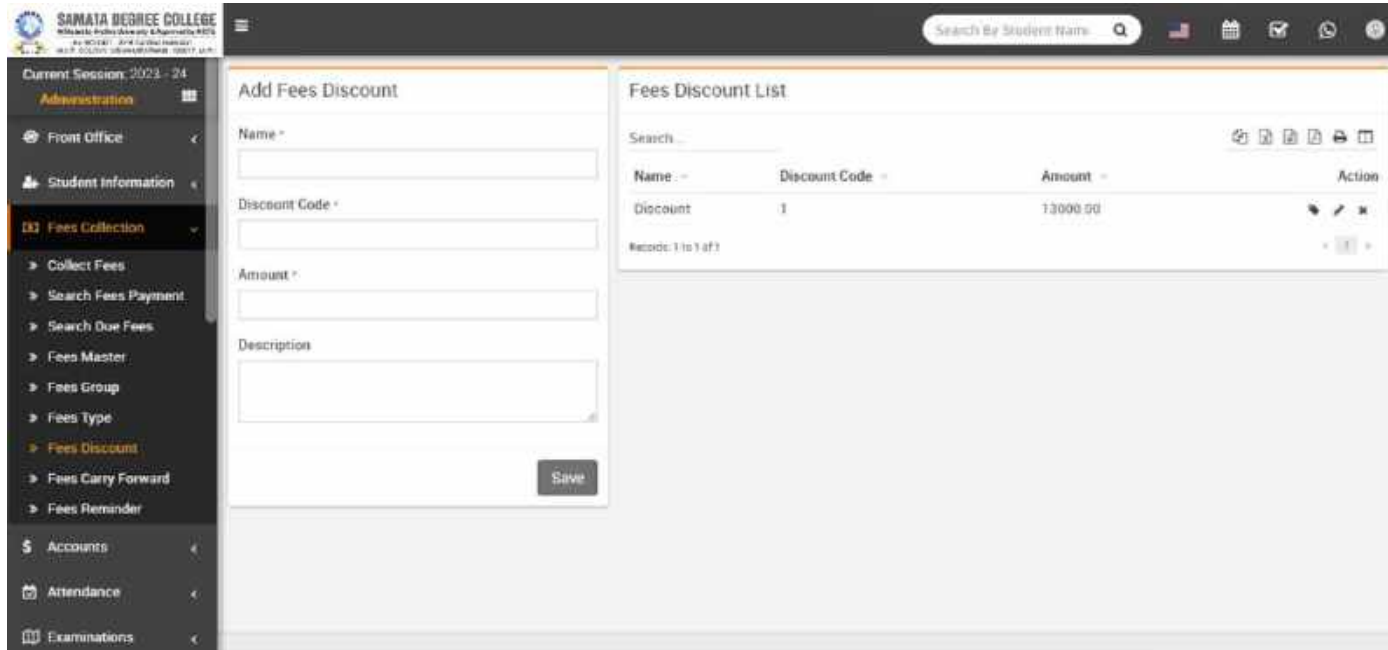 SAMATA DEGREE COLLEGE
Search By Student Name
Current Session: 2023 - 24
Administration
Front Office
Student Information
Fees Collection
Collect Fees
Search Fees Payment
Search Due Fees
Fees Master
Fees Group
Fees Type
Fees Discount
Fees Carry Forward
Fees Reminder
Accounts
Attendance
Examinations
Add Fees Discount
Name *
Discount Code *
Amount *
Description
Save
Fees Discount List
Search...
Name Discount Code Amount Action
Discount 1 13000.00
Records: 1 to 1 of 1
1